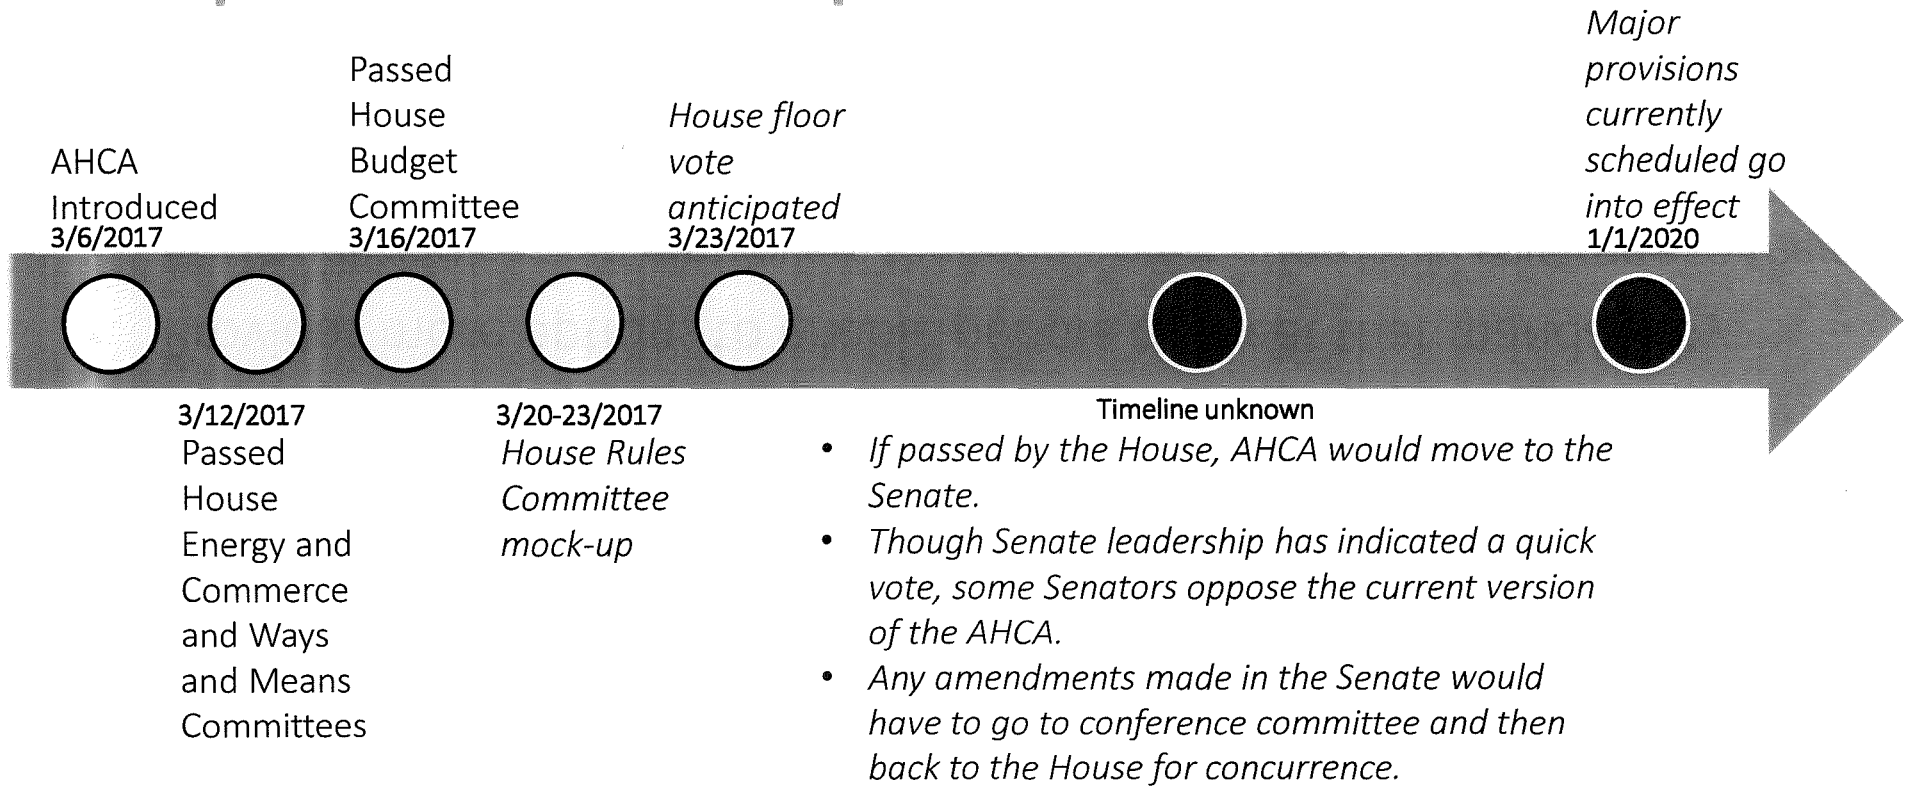 AHCA
Introduced
3/6/2017
Passed
House
Budget
Committee
3/16/2017
House floor
vote
anticipated
3/23/2017
Major
provisions
currently
scheduled go
into effect
1/1/2020
3/12/2017
Passed
House
Energy and
Commerce
and Ways
and Means
Committees
3/20-23/2017
House Rules
Committee
mock-up
Timeline unknown
• If passed by the House, AHCA would move to the
Senate.
• Though Senate leadership has indicated a quick
vote, some Senators oppose the current version
of the AHCA.
• Any amendments made in the Senate would
have to go to conference committee and then
back to the House for concurrence.